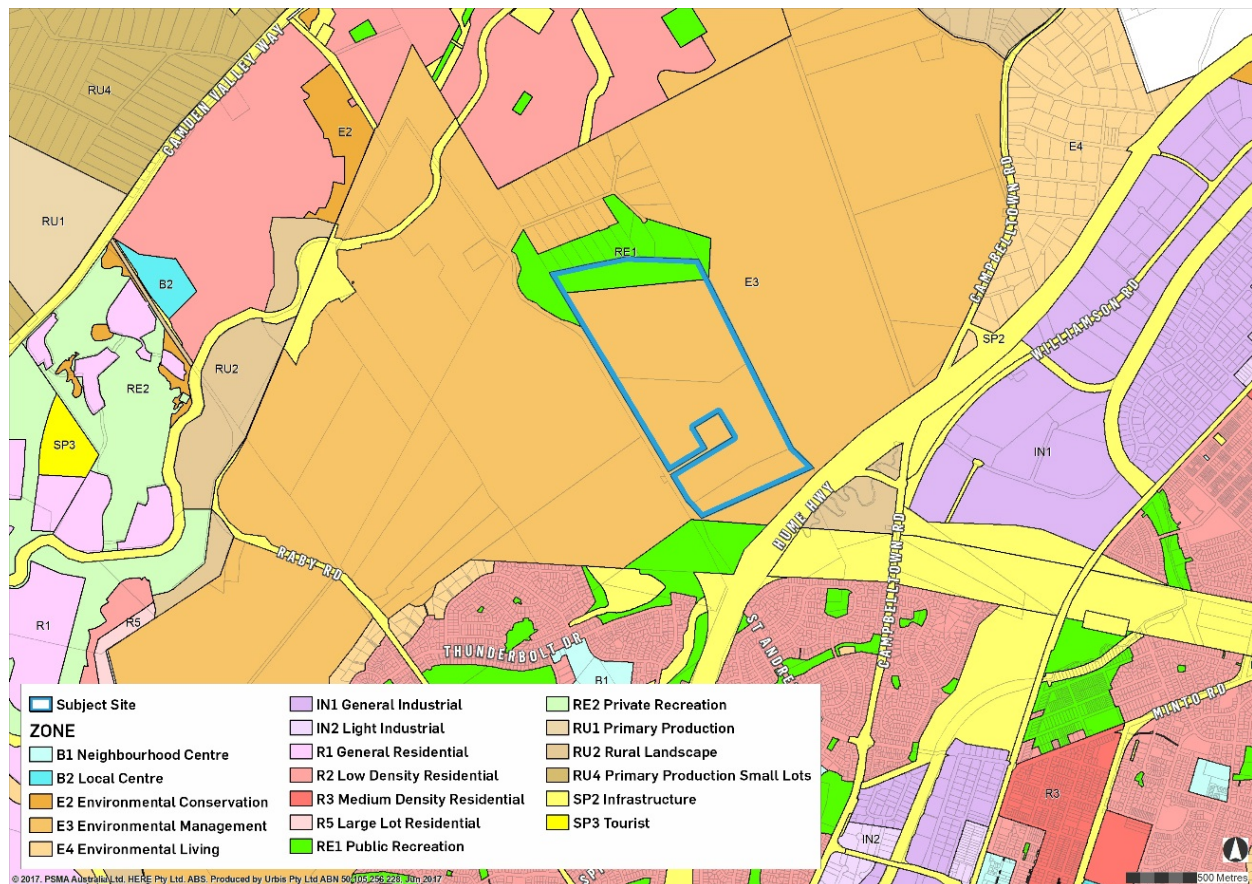 CAMDEN VALLEY WAY
RU4
E2
E4
RU1
CAMPBELLTOWN RD
RE1
B2
E3
WILLIAMSON RD
SP2
RU2
RE2
SP3
IN1
HUME HWY
CAMPBELLTOWN RD
RABY RD
R1
R5
ST ANDRE
THUNDERBOLT DR
B1
MINTO RD
R3
IN2
SP
Subject Site
ZONE
B1 Neighbourhood Centre
B2 Local Centre
E2 Environmental Conservation
E3 Environmental Management
E4 Environmental Living
IN1 General Industrial
IN2 Light Industrial
R1 General Residential
R2 Low Density Residential
R3 Medium Density Residential
R5 Large Lot Residential
RE1 Public Recreation
RE2 Private Recreation
RU1 Primary Production
RU2 Rural Landscape
RU4 Primary Production Small Lots
SP2 Infrastructure
SP3 Tourist
© 2017. PSMA Australia Ltd. HERE Pty Ltd. ABS. Produced by Urbis Pty Ltd ABN 50 105 256 228. Jun 2017
500 Metres